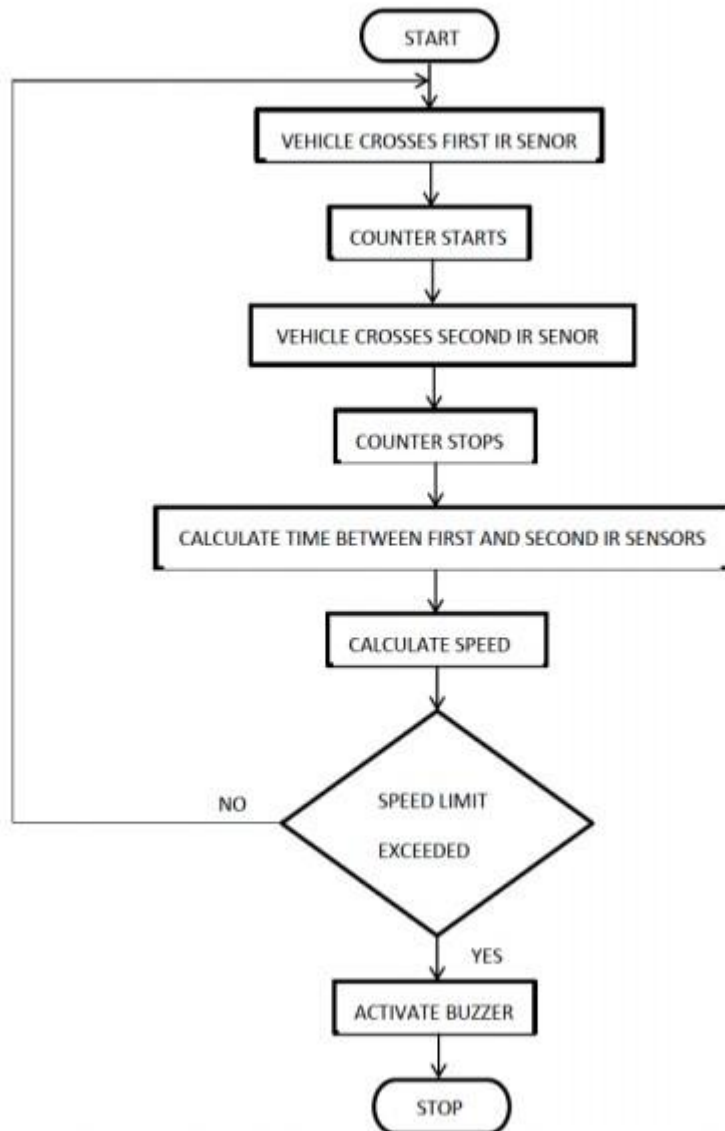 START
VEHICLE CROSSES FIRST IR SENOR
COUNTER STARTS
VEHICLE CROSSES SECOND IR SENOR
COUNTER STOPS
CALCULATE TIME BETWEEN FIRST AND SECOND IR SENSORS
CALCULATE SPEED
NO
SPEED LIMIT
EXCEEDED
YES
ACTIVATE BUZZER
STOP